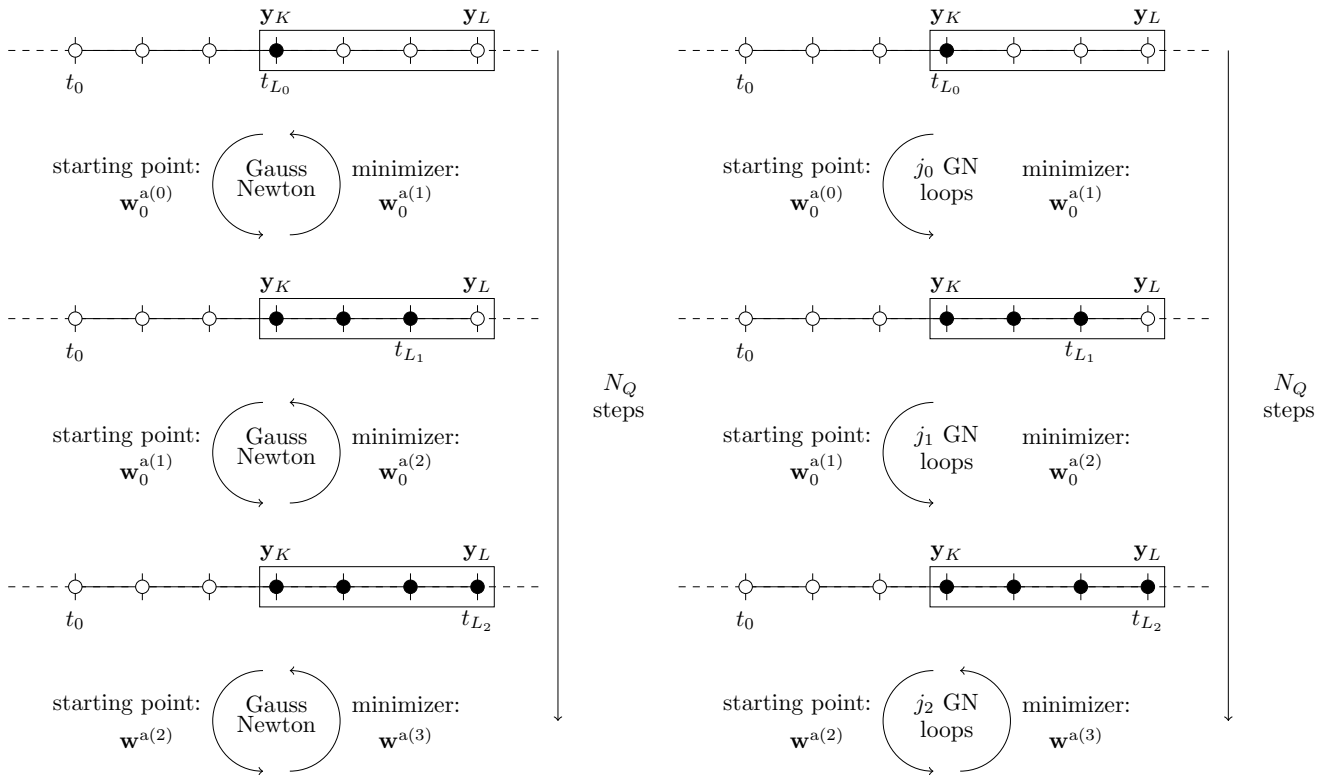 y_K y_L
t_0 t_{L_0}
starting point:
w_0^{a(0)}
Gauss
Newton
minimizer:
w_0^{a(1)}
y_K y_L
t_0 t_{L_1}
N_Q
steps
starting point:
w_0^{a(1)}
Gauss
Newton
minimizer:
w_0^{a(2)}
y_K y_L
t_0 t_{L_2}
starting point:
w^{a(2)}
Gauss
Newton
minimizer:
w^{a(3)}
y_K y_L
t_0 t_{L_0}
starting point:
w_0^{a(0)}
j_0 GN
loops
minimizer:
w_0^{a(1)}
y_K y_L
t_0 t_{L_1}
N_Q
steps
starting point:
w_0^{a(1)}
j_1 GN
loops
minimizer:
w_0^{a(2)}
y_K y_L
t_0 t_{L_2}
starting point:
w^{a(2)}
j_2 GN
loops
minimizer:
w^{a(3)}